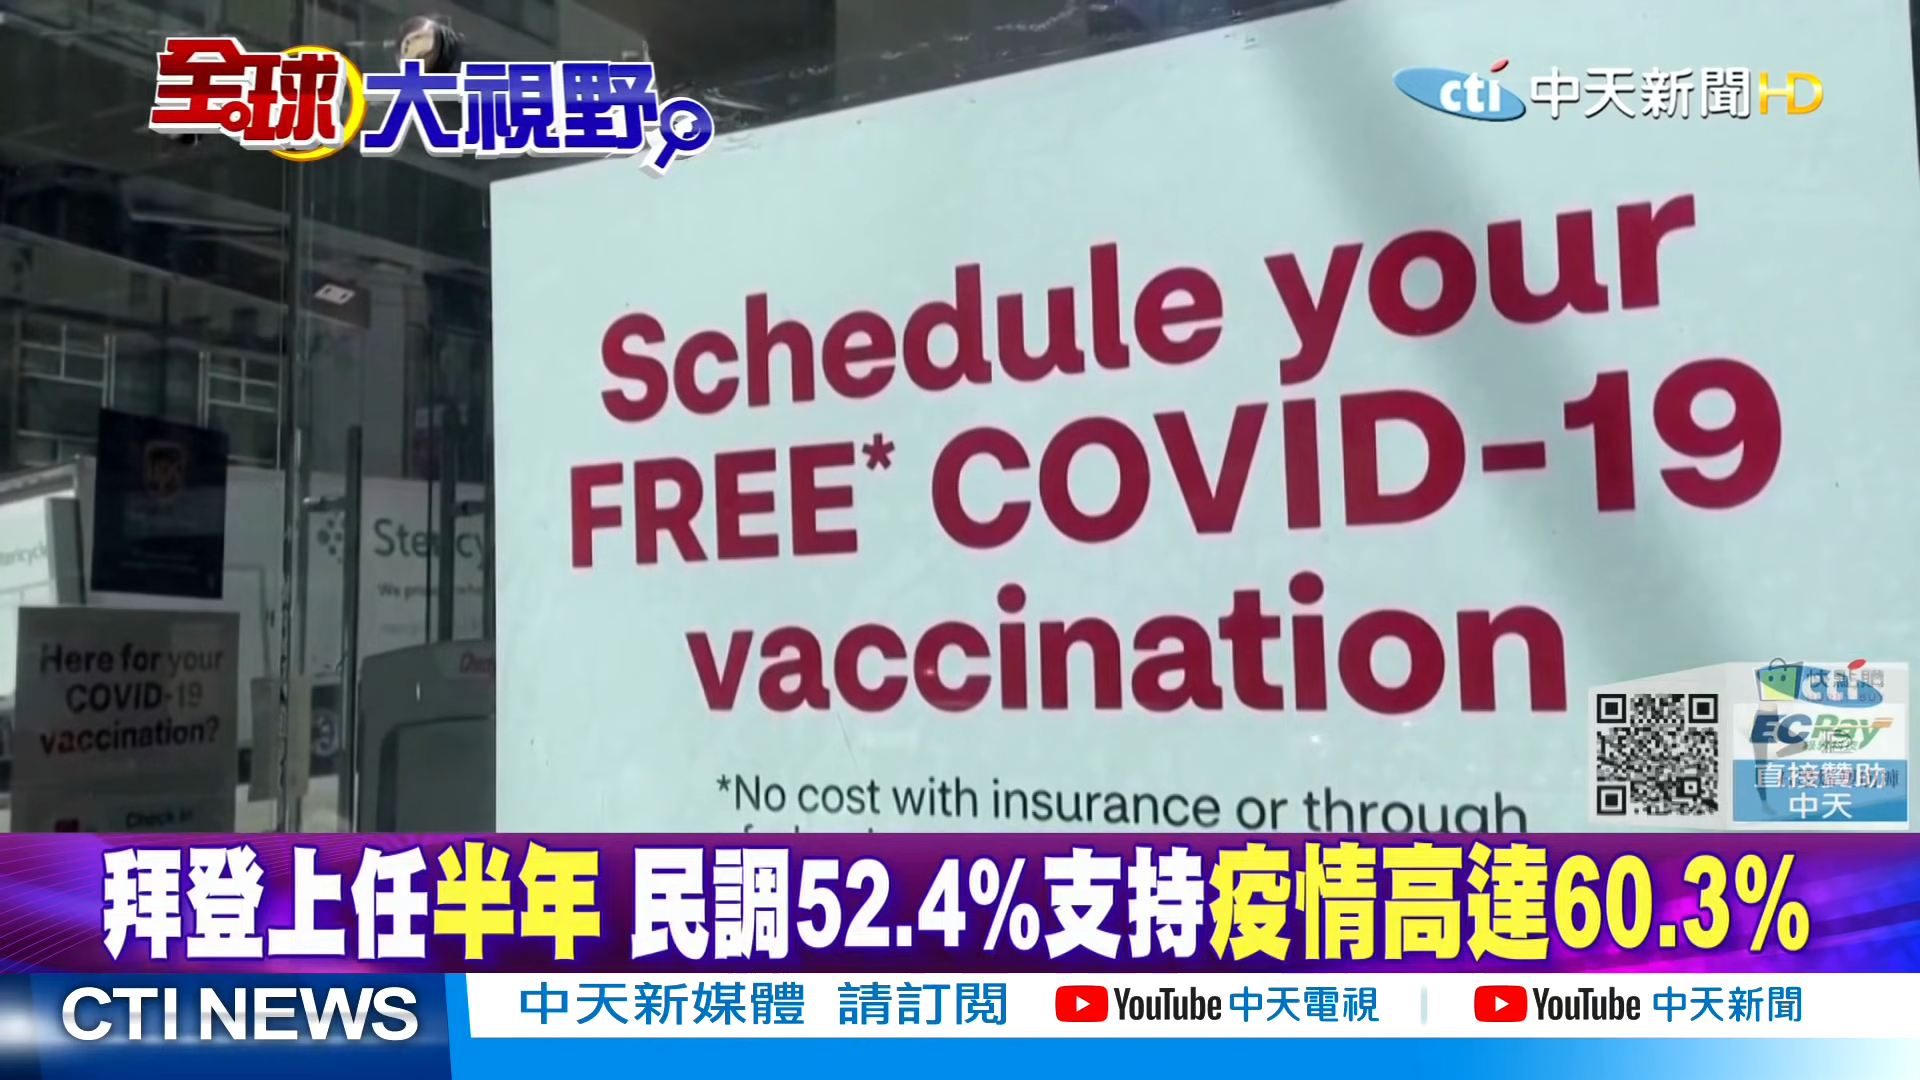 全球大視野
cti 中天新聞HD
Schedule your
FREE* COVID-19
vaccination
*No cost with insurance or through
Here for your
COVID-19
vaccination?
Check in
cti
ECPay
直接贊助
中天
拜登上任半年 民調52.4%支持疫情高達60.3%
CTI NEWS
中天新媒體 請訂閱 YouTube 中天電視 | YouTube 中天新聞